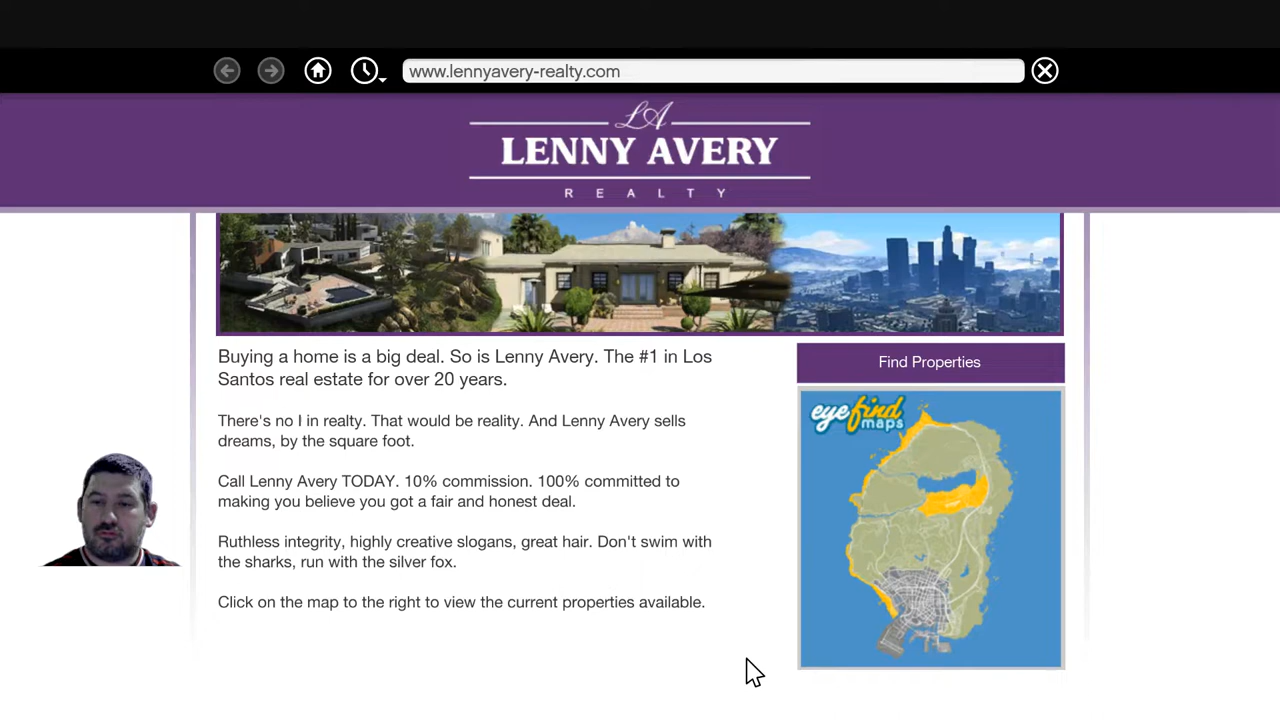 www.lennyavery-realty.com
LA
LENNY AVERY
REALTY
Buying a home is a big deal. So is Lenny Avery. The #1 in Los
Santos real estate for over 20 years.
There's no I in realty. That would be reality. And Lenny Avery sells
dreams, by the square foot.
Call Lenny Avery TODAY. 10% commission. 100% committed to
making you believe you got a fair and honest deal.
Ruthless integrity, highly creative slogans, great hair. Don't swim with
the sharks, run with the silver fox.
Click on the map to the right to view the current properties available.
Find Properties
eyefind
maps